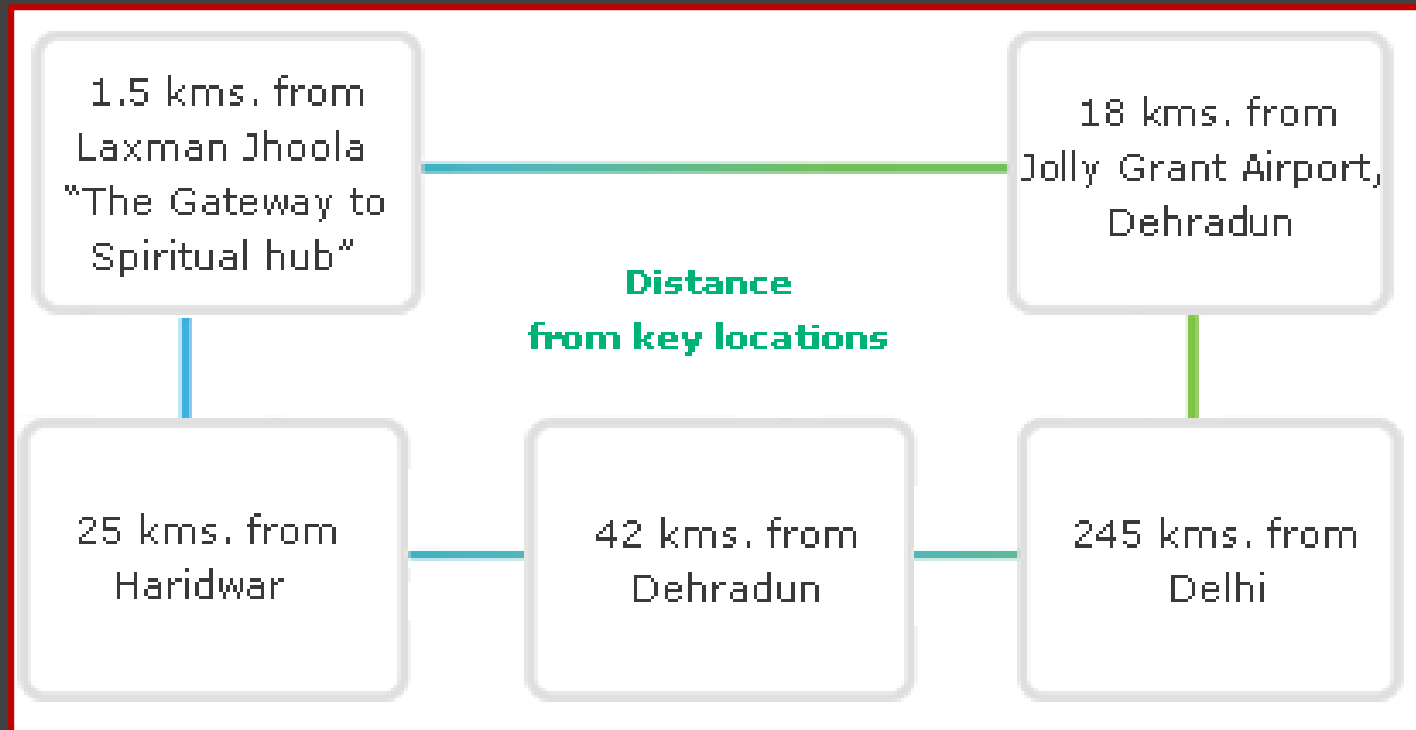 1.5 kms. from
Laxman Jhoola
"The Gateway to
Spiritual hub"
18 kms. from
Jolly Grant Airport,
Dehradun
Distance
from key locations
25 kms. from
Haridwar
42 kms. from
Dehradun
245 kms. from
Delhi